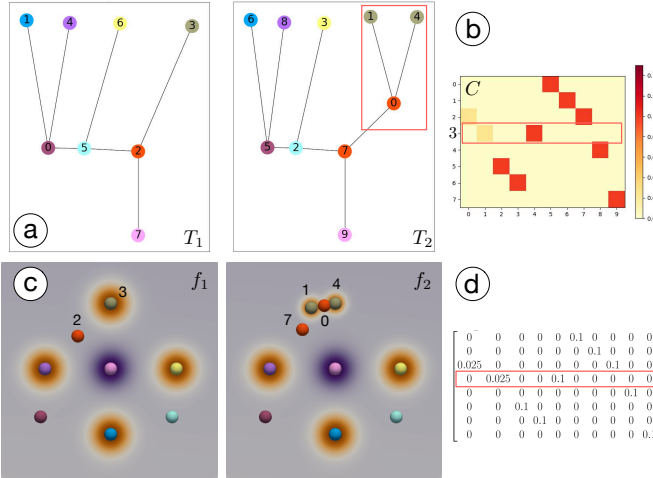 1 4 6 3
0 5 2
7
a
T1
6 8 3 1 4
0
5 2 7
9
T2
b
C
0
1
2
3
4
5
6
7
3
0 1 2 3 4 5 6 7 8 9
c
f1
3
2
f2
1 4
7 0
d
0 0 0 0 0 0.1 0 0 0 0
0 0 0 0 0 0 0.1 0 0 0
0.025 0 0 0 0 0 0 0.1 0 0
0 0.025 0 0 0.1 0 0 0 0 0
0 0 0 0 0 0 0 0 0.1 0
0 0 0.1 0 0 0 0 0 0 0
0 0 0 0.1 0 0 0 0 0 0
0 0 0 0 0 0 0 0 0 0.1